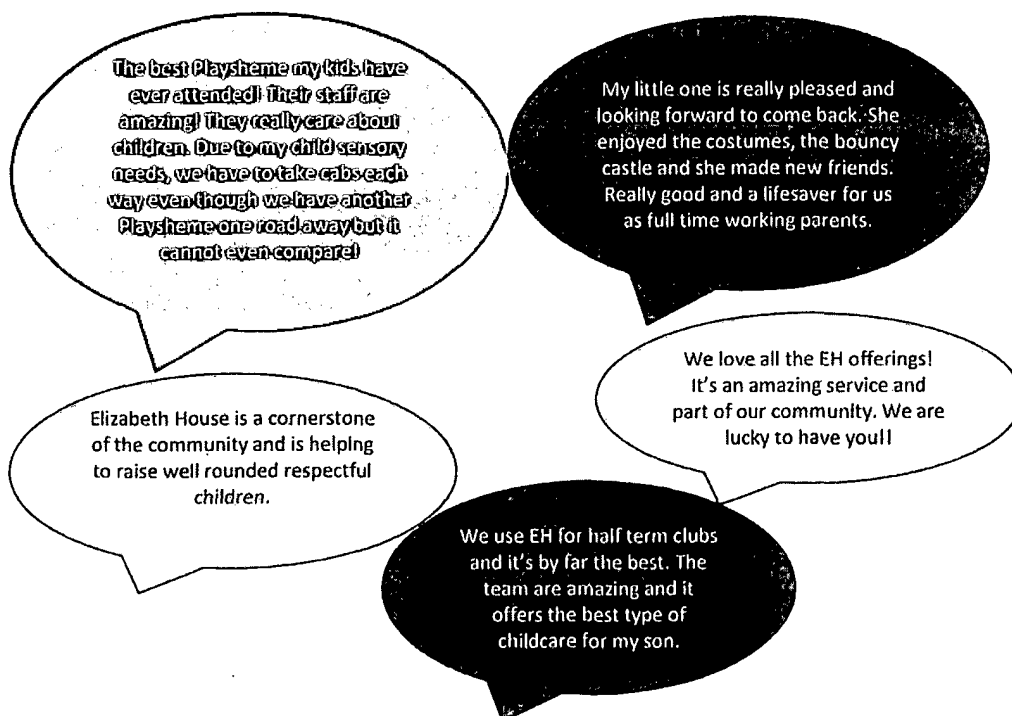 The best Playsheme my kids have
ever attended! Their staff are
amazing! They really care about
children. Due to my child sensory
needs, we have to take cabs each
way even though we have another
Playsheme one road away but it
cannot even compare!
My little one is really pleased and
looking forward to come back. She
enjoyed the costumes, the bouncy
castle and she made new friends.
Really good and a lifesaver for us
as full time working parents.
We love all the EH offerings!
It's an amazing service and
part of our community. We are
lucky to have you!!
Elizabeth House is a cornerstone
of the community and is helping
to raise well rounded respectful
children.
We use EH for half term clubs
and it's by far the best. The
team are amazing and it
offers the best type of
childcare for my son.